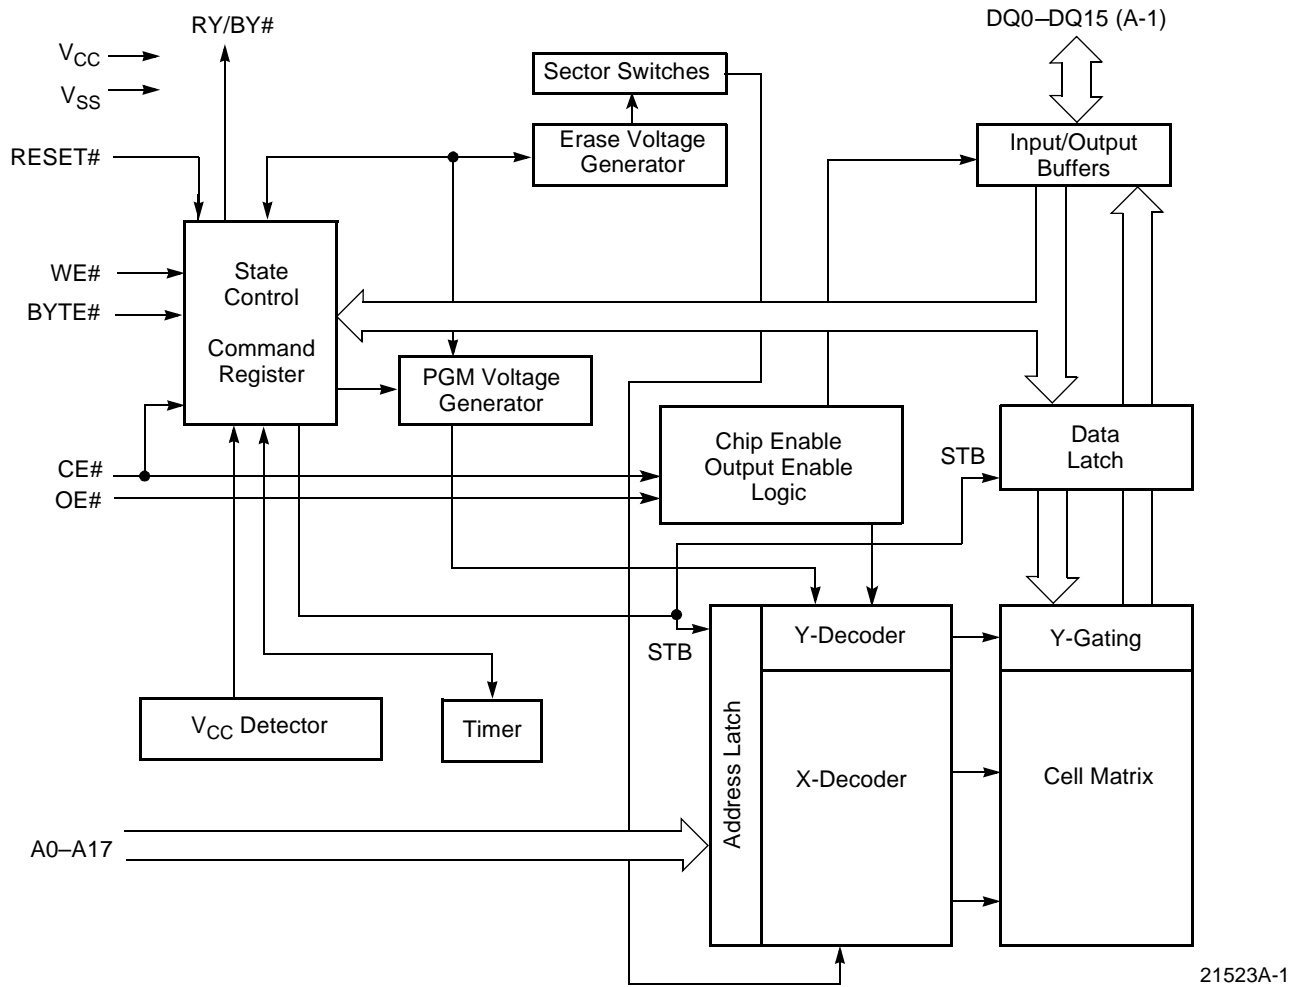 RY/BY#
DQ0–DQ15 (A-1)
VCC
VSS
Sector Switches
Erase Voltage
Generator
Input/Output
Buffers
RESET#
WE#
BYTE#
State
Control
Command
Register
PGM Voltage
Generator
Chip Enable
Output Enable
Logic
STB
Data
Latch
CE#
OE#
STB
Y-Decoder
Y-Gating
VCC Detector
Timer
Address Latch
X-Decoder
Cell Matrix
A0–A17
21523A-1